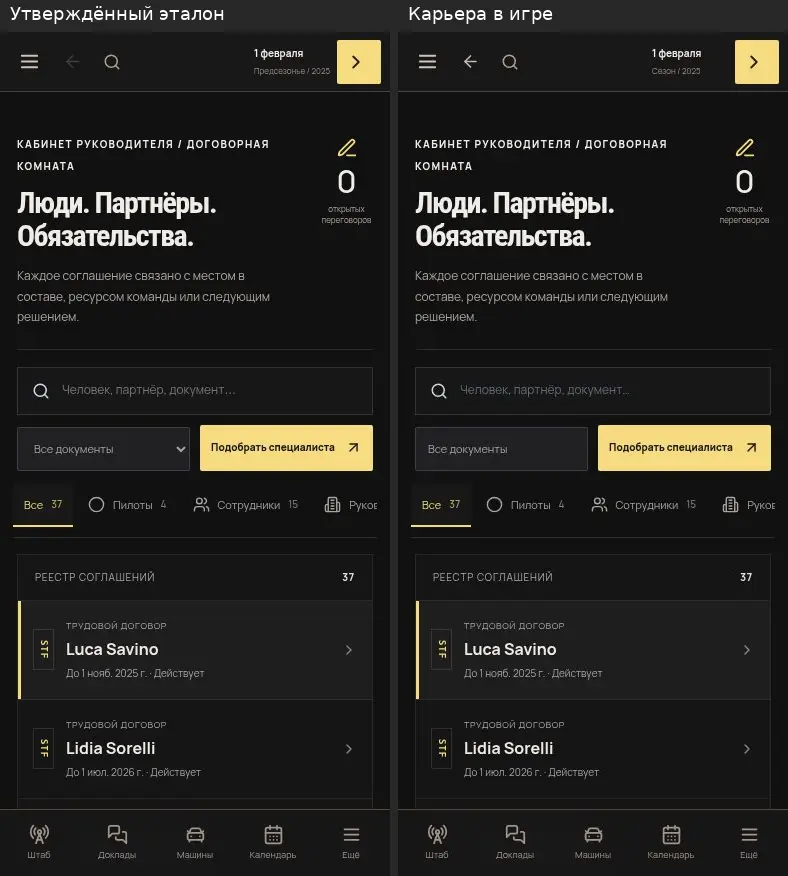 Утверждённый эталон
1 февраля
Предсезонье / 2025
КАБИНЕТ РУКОВОДИТЕЛЯ / ДОГОВОРНАЯ
КОМНАТА
0
открытых
переговоров
Люди. Партнёры.
Обязательства.
Каждое соглашение связано с местом в
составе, ресурсом команды или следующим
решением.
Человек, партнёр, документ...
Все документы
Подобрать специалиста
Все 37
Пилоты 4
Сотрудники 15
Руков
РЕЕСТР СОГЛАШЕНИЙ 37
STF
ТРУДОВОЙ ДОГОВОР
Luca Savino
До 1 нояб. 2025 г. · Действует
STF
ТРУДОВОЙ ДОГОВОР
Lidia Sorelli
До 1 июл. 2026 г. · Действует
Штаб
Доклады
Машины
Календарь
Ещё
Карьера в игре
1 февраля
Сезон / 2025
КАБИНЕТ РУКОВОДИТЕЛЯ / ДОГОВОРНАЯ
КОМНАТА
0
открытых
переговоров
Люди. Партнёры.
Обязательства.
Каждое соглашение связано с местом в
составе, ресурсом команды или следующим
решением.
Человек, партнёр, документ...
Все документы
Подобрать специалиста
Все 37
Пилоты 4
Сотрудники 15
Руков
РЕЕСТР СОГЛАШЕНИЙ 37
STF
ТРУДОВОЙ ДОГОВОР
Luca Savino
До 1 нояб. 2025 г. · Действует
STF
ТРУДОВОЙ ДОГОВОР
Lidia Sorelli
До 1 июл. 2026 г. · Действует
Штаб
Доклады
Машины
Календарь
Ещё